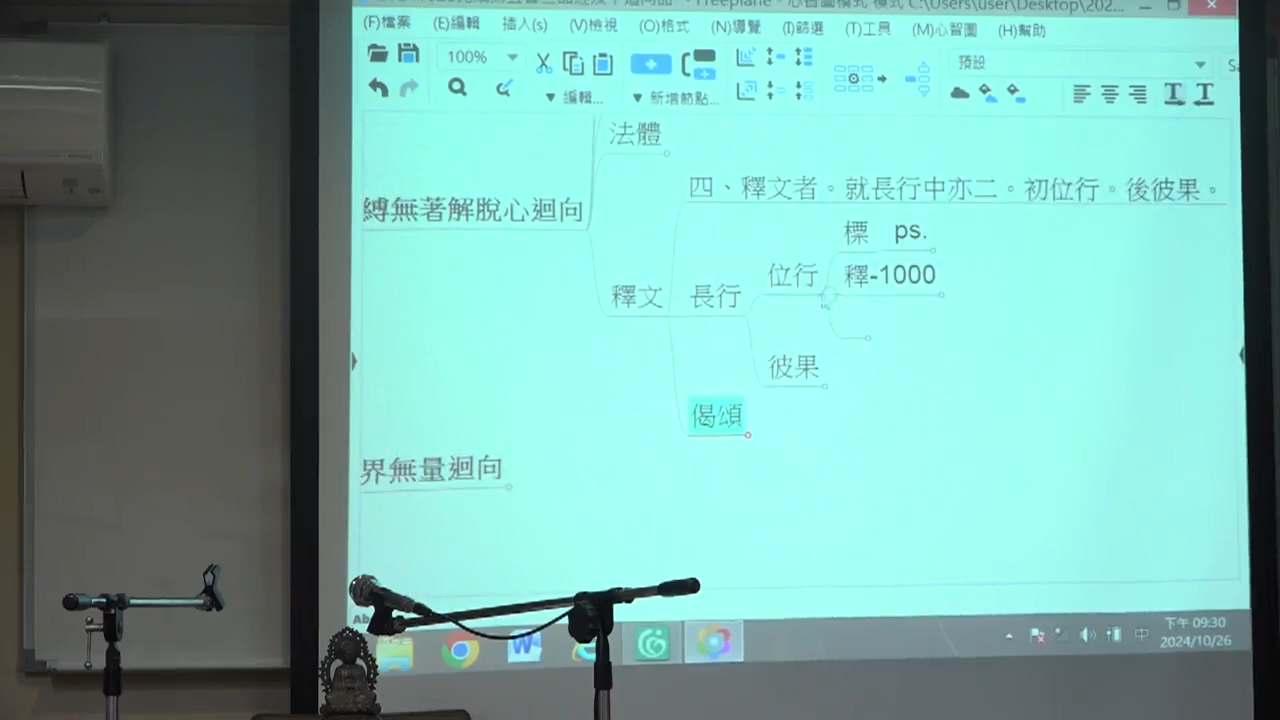 (F)檔案 (E)編輯 插入(s) (V)檢視 (O)格式 (N)導覽 (I)篩選 (T)工具 (M)心智圖 (H)幫助
100% 預設
編輯... 新增節點...
法體
四、釋文者。就長行中亦二。初位行。後彼果。
縛無著解脫心迴向
標 ps.
位行 釋-1000
釋文 長行
彼果
偈頌
界無量迴向
中 下午 09:30
2024/10/26